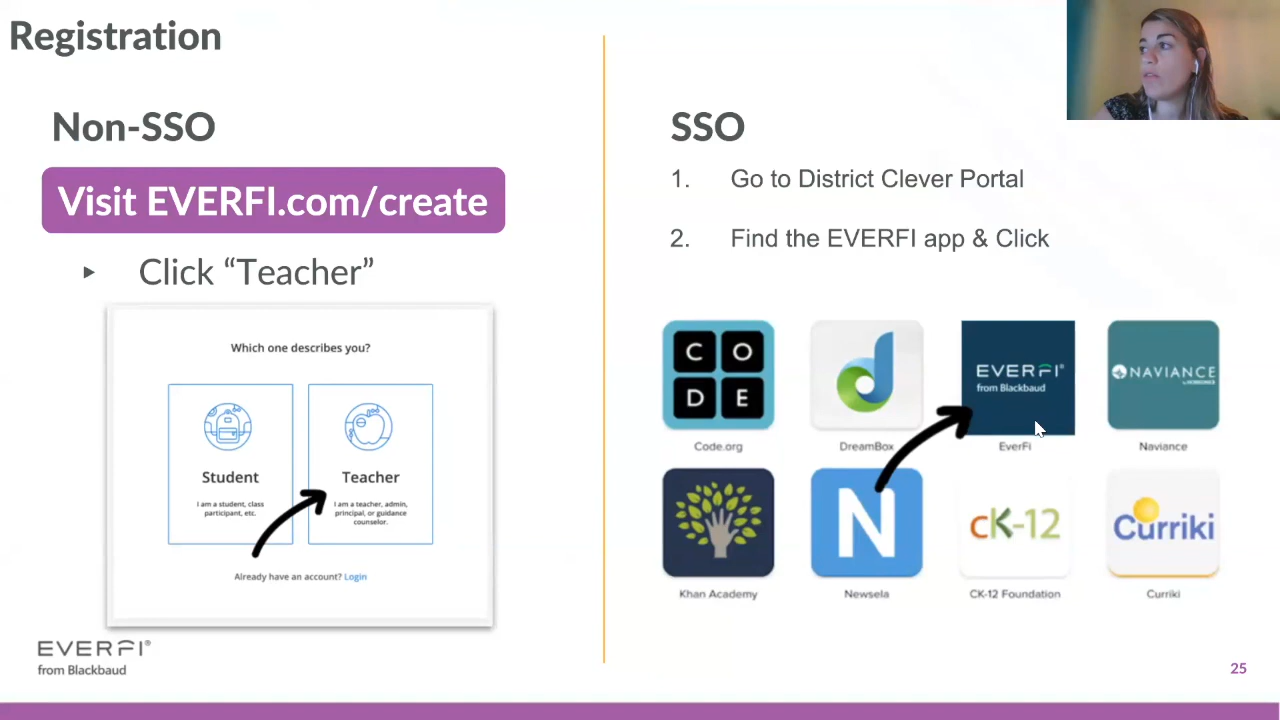 Registration
Non-SSO
Visit EVERFI.com/create
Click “Teacher”
Which one describes you?
Student
I am a student, class
participant, etc.
Teacher
I am a teacher, admin,
principal, or guidance
counselor.
Already have an account? Login
EVERFI®
from Blackbaud
SSO
1. Go to District Clever Portal
2. Find the EVERFI app & Click
C O
D E
Code.org
DreamBox
EVERFI®
from Blackbaud
EverFi
NAVIANCE
Naviance
Khan Academy
N
Newsela
cK-12
CK-12 Foundation
Curriki
Curriki
25